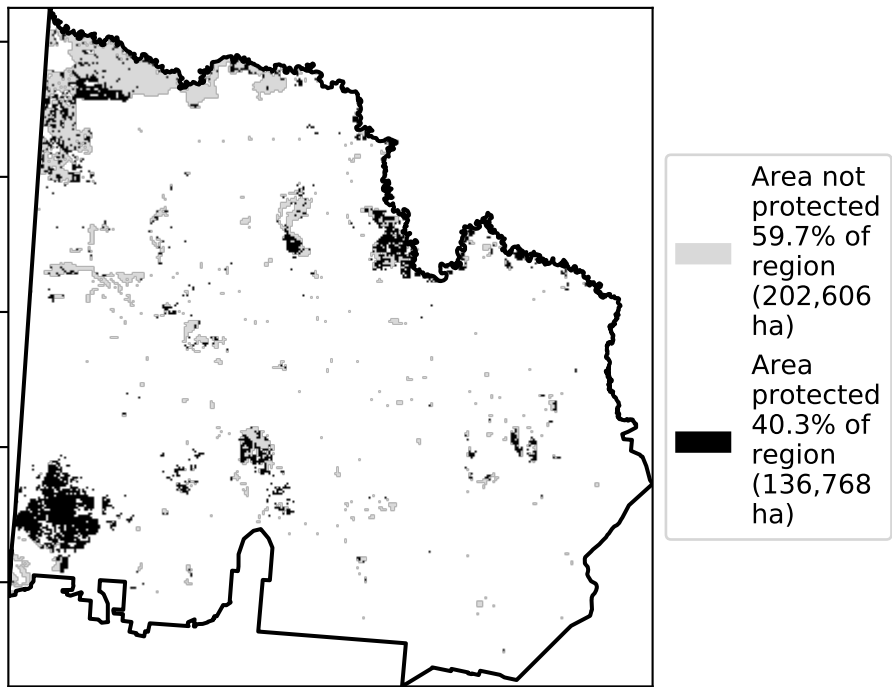 Area not
protected
59.7% of
region
(202,606
ha)
Area
protected
40.3% of
region
(136,768
ha)